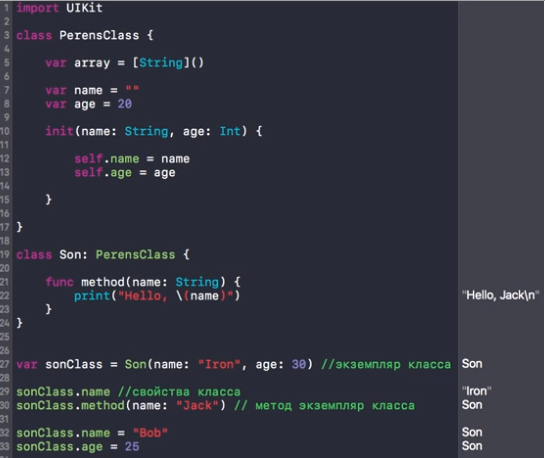 1 import UIKit
2
3 class PerensClass {
4
5 var array = [String]()
6
7 var name = ""
8 var age = 20
9
10 init(name: String, age: Int) {
11
12 self.name = name
13 self.age = age
14
15 }
16
17 }
18
19 class Son: PerensClass {
20
21 func method(name: String) {
22 print("Hello, \(name)") "Hello, Jack\n"
23 }
24 }
25
26
27 var sonClass = Son(name: "Iron", age: 30) //экземпляр класса Son
28
29 sonClass.name //свойства класса "Iron"
30 sonClass.method(name: "Jack") // метод экземпляр класса Son
31
32 sonClass.name = "Bob" Son
33 sonClass.age = 25 Son